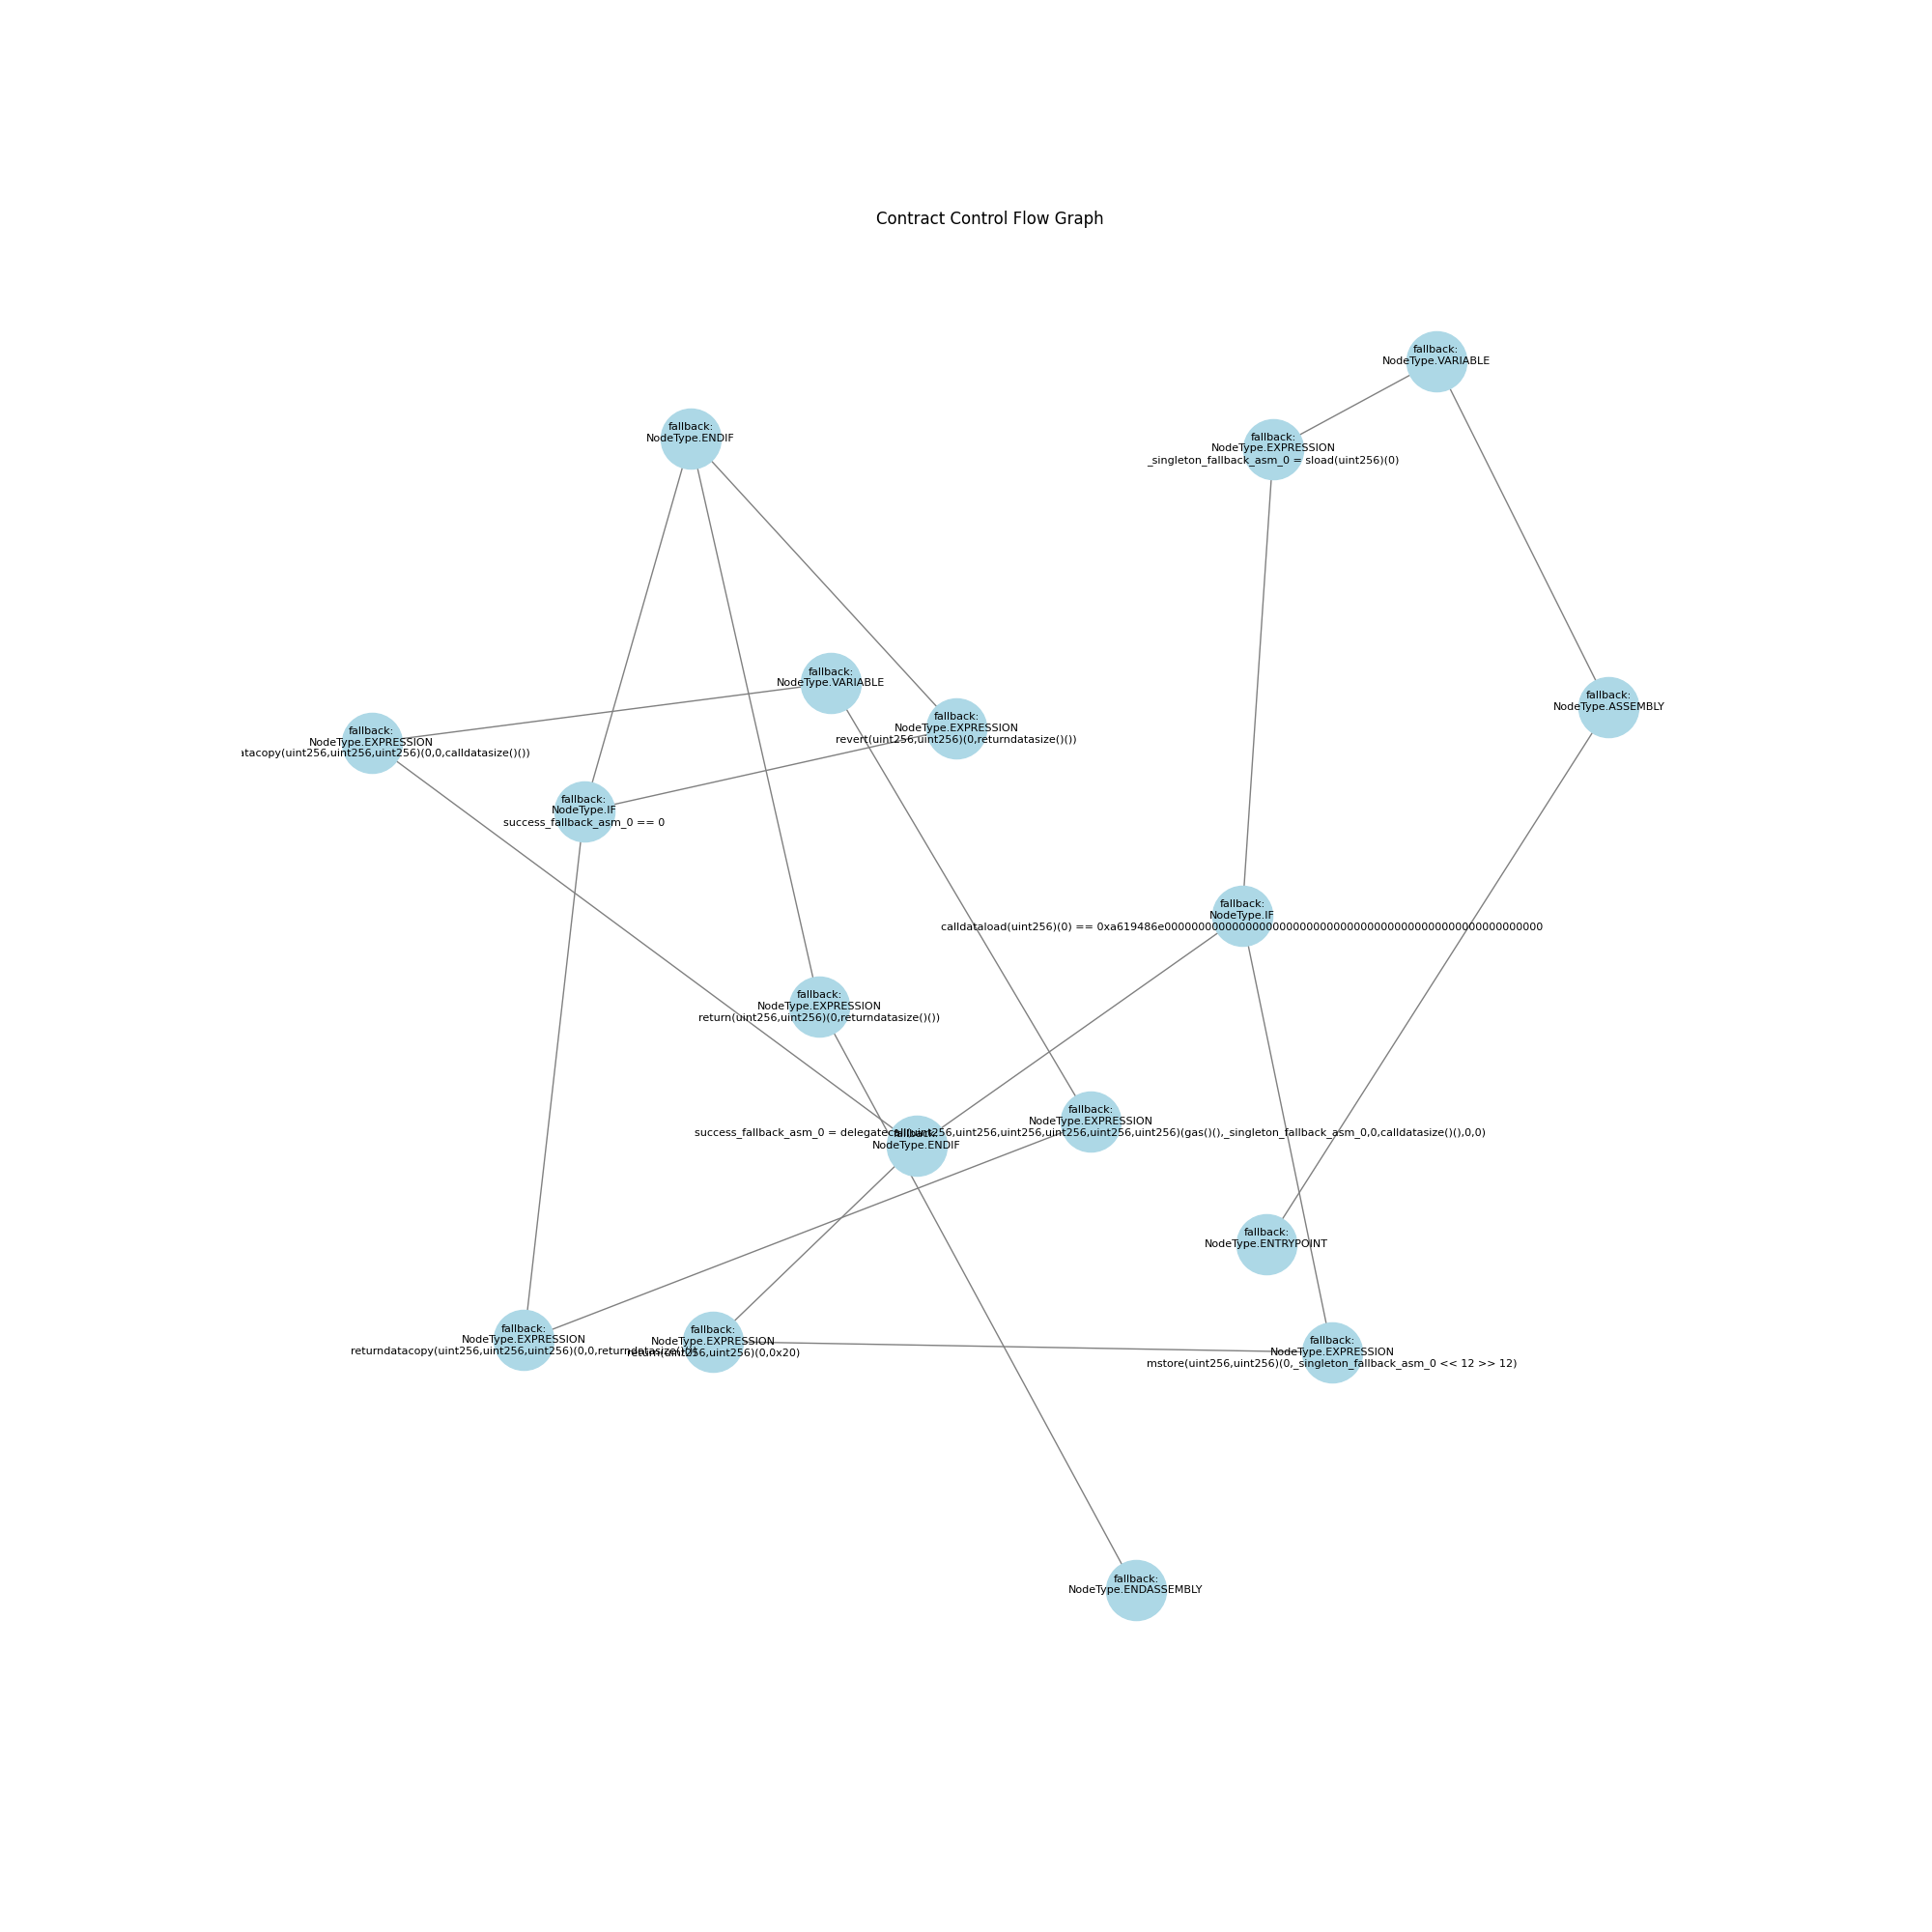 Contract Control Flow Graph
fallback:
NodeType.VARIABLE
fallback:
NodeType.ENDIF
fallback:
NodeType.EXPRESSION
_singleton_fallback_asm_0 = sload(uint256)(0)
fallback:
NodeType.VARIABLE
fallback:
NodeType.ASSEMBLY
fallback:
NodeType.EXPRESSION
revert(uint256,uint256)(0,returndatasize()())
fallback:
NodeType.EXPRESSION
atacopy(uint256,uint256,uint256)(0,0,calldatasize()())
fallback:
NodeType.IF
success_fallback_asm_0 == 0
fallback:
NodeType.IF
calldataload(uint256)(0) == 0xa619486e00000000000000000000000000000000000000000000000000000000
fallback:
NodeType.EXPRESSION
return(uint256,uint256)(0,returndatasize()())
fallback:
NodeType.EXPRESSION
success_fallback_asm_0 = delegatecall(uint256,uint256,uint256,uint256,uint256,uint256)(gas()(),_singleton_fallback_asm_0,0,calldatasize()(),0,0)
fallback:
NodeType.ENDIF
fallback:
NodeType.ENTRYPOINT
fallback:
NodeType.EXPRESSION
returndatacopy(uint256,uint256,uint256)(0,0,returndatasize()())
fallback:
NodeType.EXPRESSION
return(uint256,uint256)(0,0x20)
fallback:
NodeType.EXPRESSION
mstore(uint256,uint256)(0,_singleton_fallback_asm_0 << 12 >> 12)
fallback:
NodeType.ENDASSEMBLY